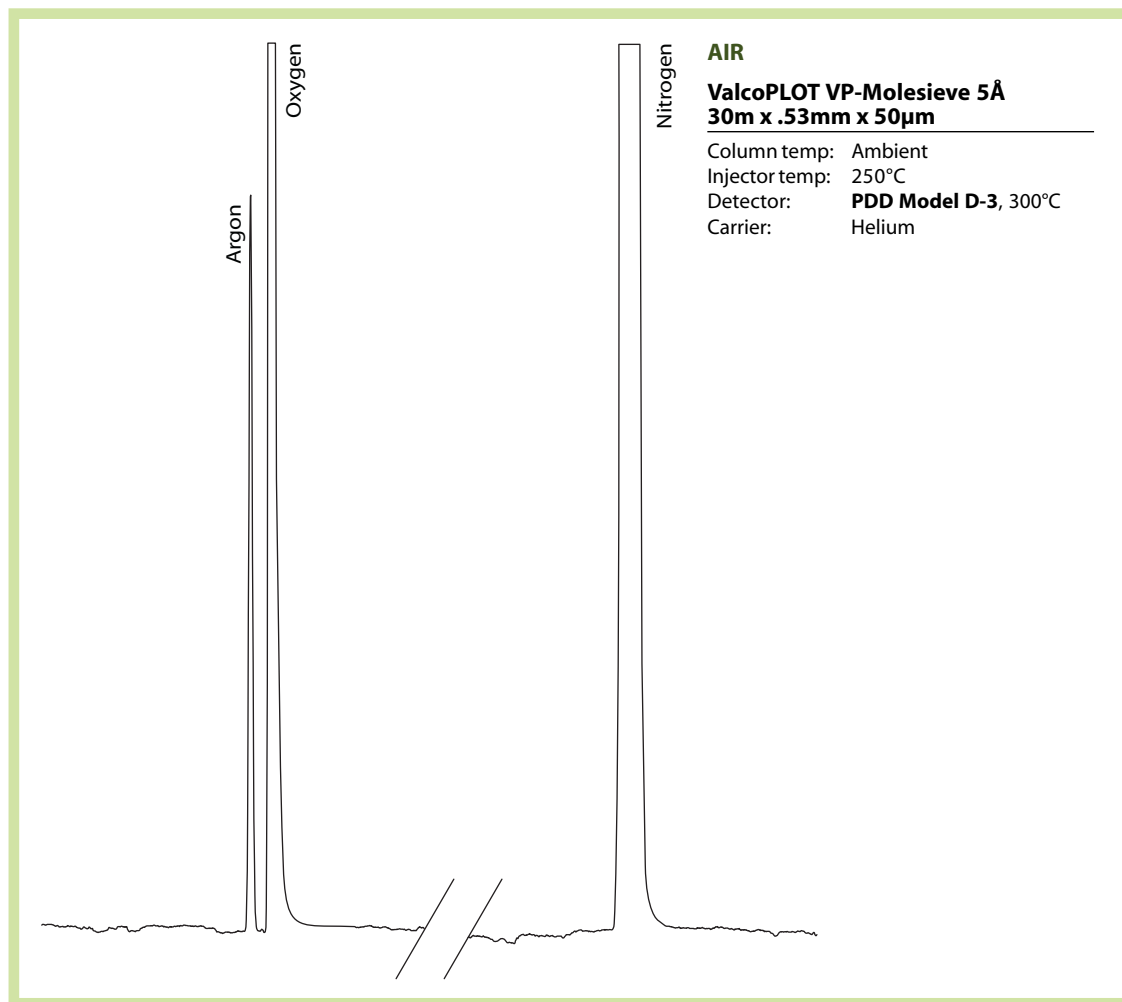 Argon
Oxygen
Nitrogen
AIR
ValcoPLOT VP-Molesieve 5Å
30m x .53mm x 50µm
Column temp: Ambient
Injector temp: 250°C
Detector: PDD Model D-3, 300°C
Carrier: Helium